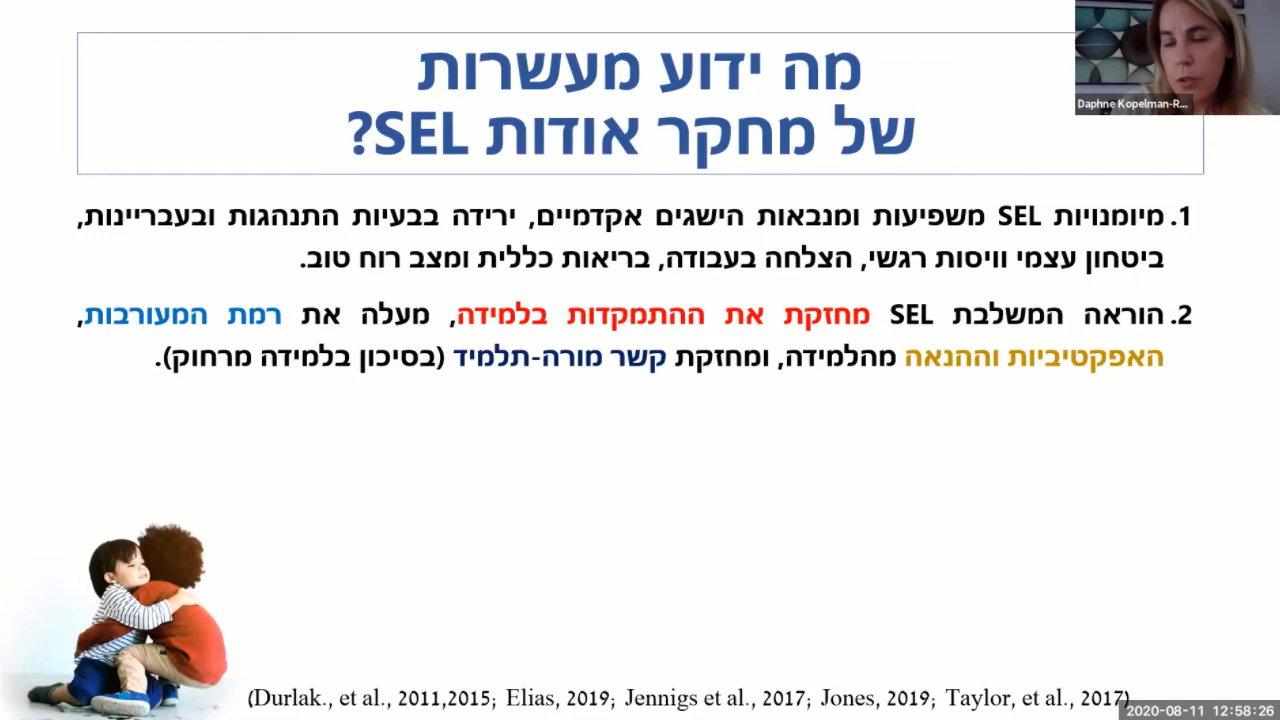 מה ידוע מעשרות
של מחקר אודות SEL?
Daphne Kopelman-R...
1. מיומנויות SEL משפיעות ומנבאות הישגים אקדמיים, ירידה בבעיות התנהגות ובעבריינות,
ביטחון עצמי וויסות רגשי, הצלחה בעבודה, בריאות כללית ומצב רוח טוב.
2. הוראה המשלבת SEL מחזקת את ההתמקדות בלמידה, מעלה את רמת המעורבות,
האפקטיביות וההנאה מהלמידה, ומחזקת קשר מורה-תלמיד (בסיכון בלמידה מרחוק).
(Durlak., et al., 2011,2015; Elias, 2019; Jennigs et al., 2017; Jones, 2019; Taylor, et al., 2017)
2020-08-11 12:58:26